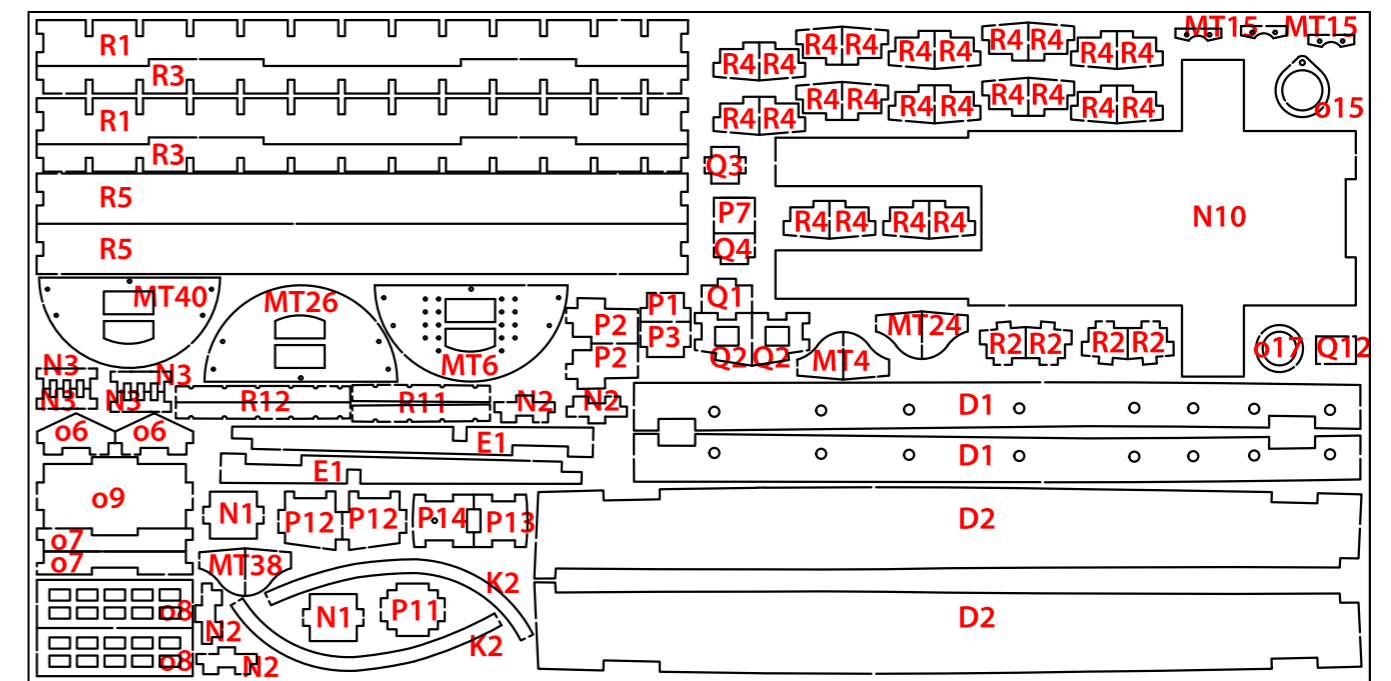 R1
R3
R1
R3
R5
R5
R4 R4
R4 R4
R4 R4
R4 R4
R4 R4
MT15
MT15
R4 R4
R4 R4
R4 R4
R4 R4
R4 R4
o15
Q3
P7
Q4
R4 R4
R4 R4
N10
MT40
MT26
MT6
P2
P2
P1
P3
Q1
Q2 Q2
MT4
MT24
R2 R2
R2 R2
o17
Q12
N3
N3
N3
N3
R12
R11
N2
N2
D1
D1
o6
o6
E1
E1
o9
N1
P12
P12
P14
P13
D2
o7
o7
MT38
K2
K2
o8
o8
N2
N2
N1
P11
D2